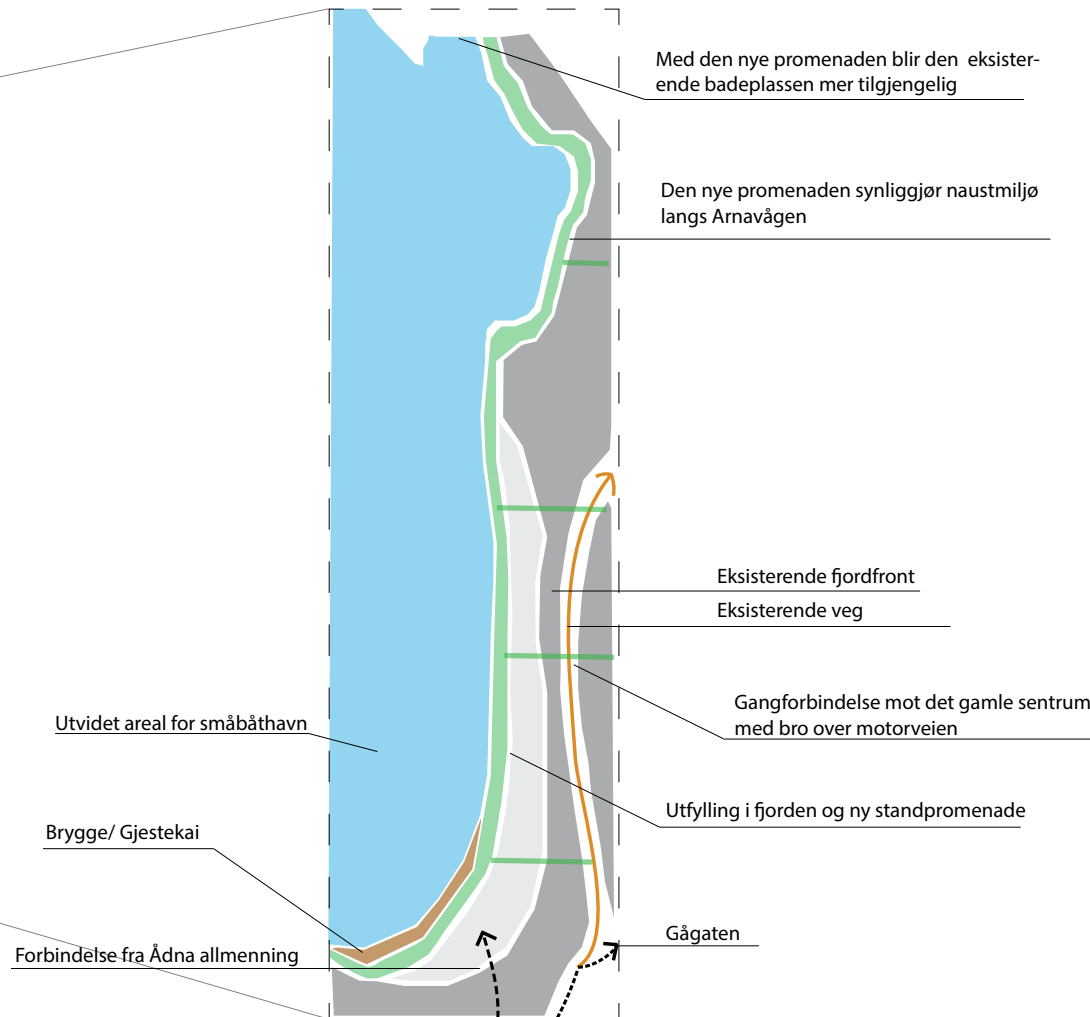 Med den nye promenaden blir den eksister-
ende badeplassen mer tilgjengelig
Den nye promenaden synliggjør naustmiljø
langs Arnavågen
Eksisterende fjordfront
Eksisterende veg
Gangforbindelse mot det gamle sentrum
med bro over motorveien
Utvidet areal for småbåthavn
Utfylling i fjorden og ny standpromenade
Brygge/ Gjestekai
Gågaten
Forbindelse fra Ådna allmenning